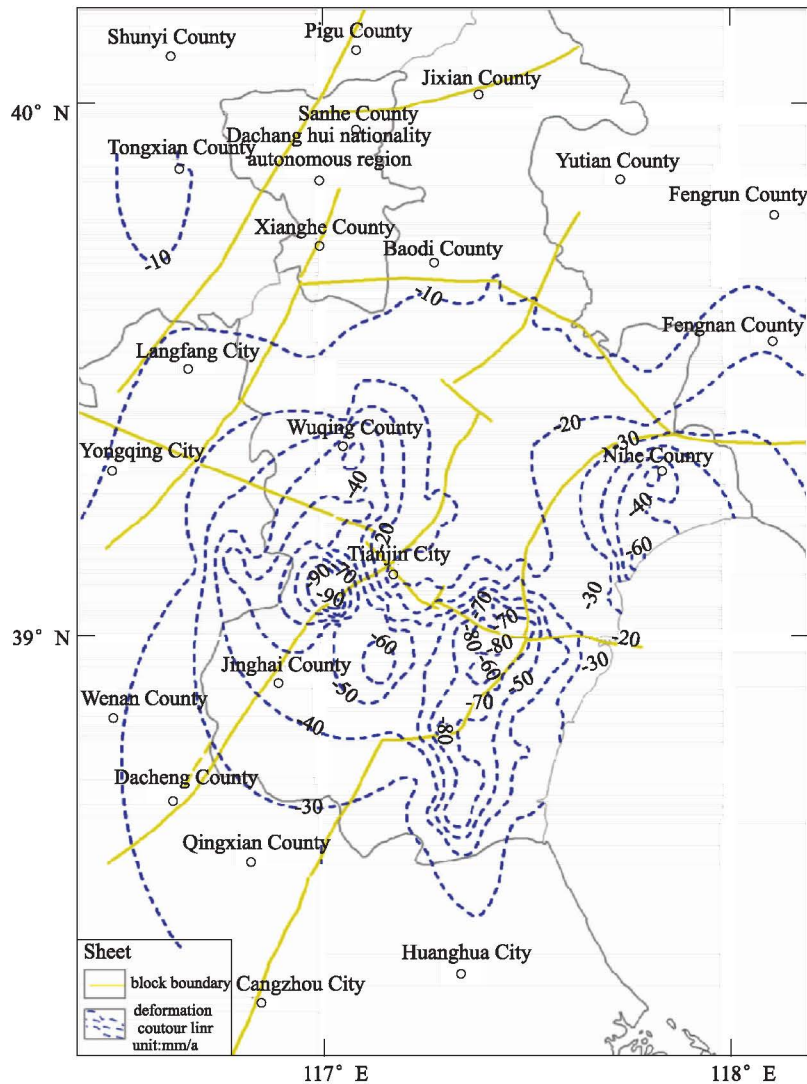 Pigu County
Shunyi County
Jixian County
40° N
Sanhe County
Dachang hui nationality
autonomous region
Tongxian County
Yutian County
Fengrun County
Xianghe County
Baodi County
-10
-10
Fengnan County
Langfang City
-20
Wuqing County
-30
Yongqing City
Nihe Counry
-40
-40
-20
-60
Tianjin City
-90
-70
-90
-30
-70
-70
39° N
-20
-80
-80
-60
-60
-30
Jinghai County
-50
-50
Wenan County
-70
-40
-80
Dacheng County
-30
Qingxian County
Sheet
block boundary
deformation
coutour linr
unit:mm/a
Huanghua City
Cangzhou City
117° E
118° E